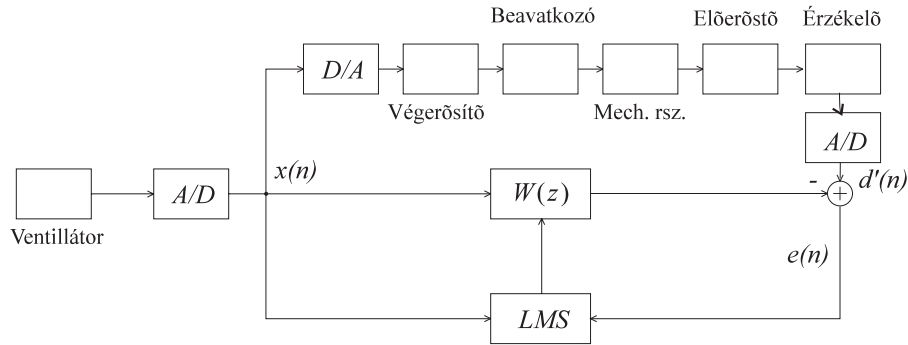 Beavatkozó
Elõerõstõ
Érzékelõ
D/A
Végerõsítõ
Mech. rsz.
A/D
x(n)
d'(n)
A/D
W(z)
-
+
Ventillátor
e(n)
LMS